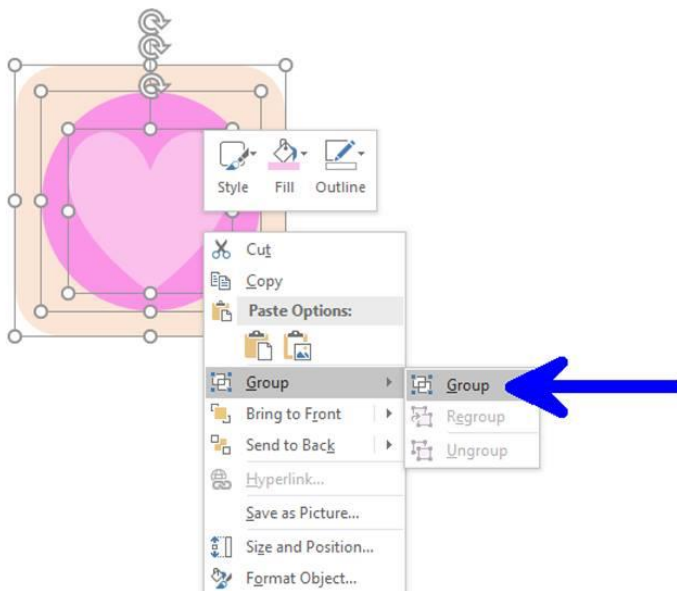 Style Fill Outline
Cut
Copy
Paste Options:
Group
Group
Bring to Front
Regroup
Send to Back
Ungroup
Hyperlink...
Save as Picture...
Size and Position...
Format Object...